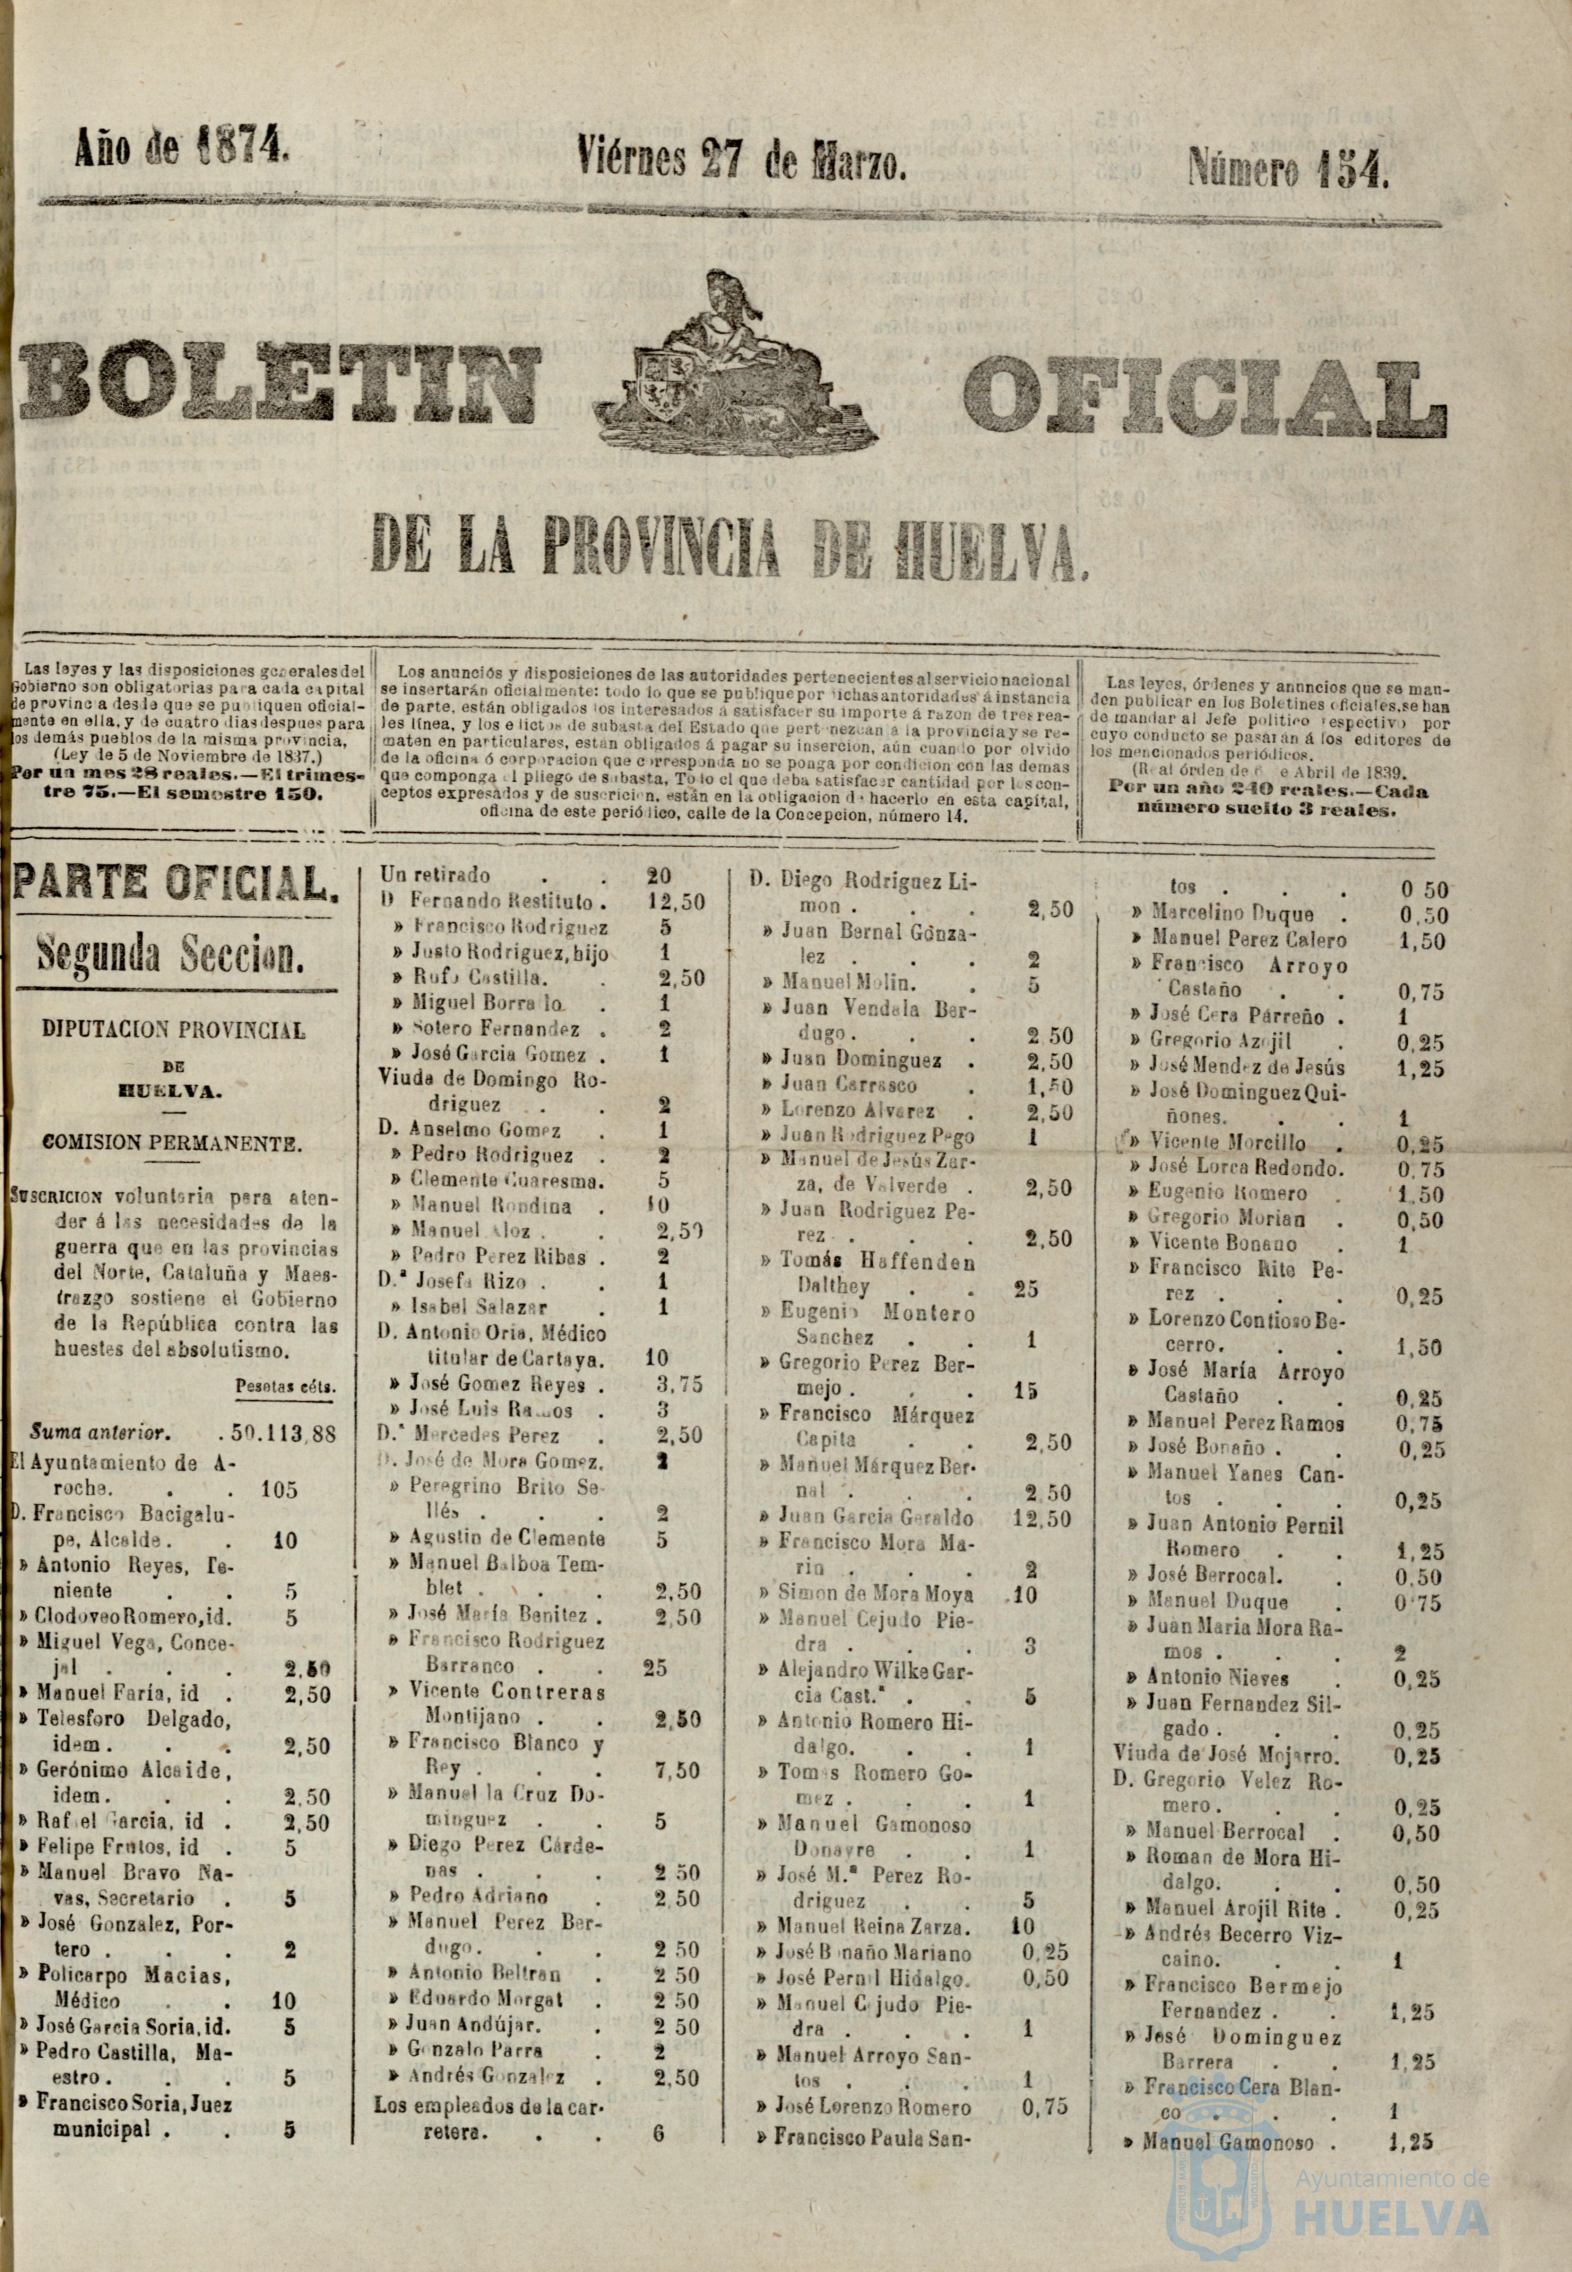 Año de 1874.
Viérnes 27 de Marzo.
Número 154.
BOLETIN OFICIAL
DE LA PROVINCIA DE HUELVA.
Las leyes y las disposiciones generales del
Gobierno son obligatorias para cada capital
de provincia desde que se publiquen oficial-
mente en ella, y de cuatro dias despues para
los demás pueblos de la misma provincia,
(Ley de 5 de Noviembre de 1837.)
Por un mes 28 reales.—El trimes-
tre 75.—El semestre 150.
Los anunciós y disposiciones de las autoridades pertenecientes al servicio nacional
se insertarán oficialmente: todo lo que se publique por dichas autoridades á instancia
de parte, están obligados los interesados á satisfacer su importe á razon de tres rea-
les línea, y los edictos de subasta del Estado que pertenezcan á la provincia y se re-
maten en particulares, están obligados á pagar su insercion, aún cuando por olvido
de la oficina ó corporacion que corresponda no se ponga por condicion con las demas
que componga el pliego de subasta, Todo el que deba satisfacer cantidad por los con-
ceptos expresados y de suscricion, están en la obligacion de hacerlo en esta capital,
oficina de este periódico, calle de la Concepcion, número 14.
Las leyes, órdenes y anuncios que se man-
den publicar en los Boletines oficiales, se han
de mandar al Jefe politico respectivo por
cuyo conducto se pasarán á los editores de
los mencionados periódicos.
(Real órden de e Abril de 1839.
Por un año 240 reales.—Cada
número suelto 3 reales.
PARTE OFICIAL.
Segunda Seccion.
DIPUTACION PROVINCIAL
DE
HUELVA.
COMISION PERMANENTE.
SUSCRICION voluntaria para aten-
der á las necesidades de la
guerra que en las provincias
del Norte, Cataluña y Maes-
trazgo sostiene el Gobierno
de la República contra las
huestes del absolutismo.
Pesetas céts.
Suma anterior. . 50.113,88
El Ayuntamiento de A-
roche. . . 105
D. Francisco Bacigalu-
pe, Alcalde. . 10
» Antonio Reyes, Te-
niente . . 5
» Clodoveo Romero, id. 5
» Miguel Vega, Conce-
jal . . . 2,50
» Manuel Faría, id . 2,50
» Telesforo Delgado,
idem. . . 2,50
» Gerónimo Alcaide,
idem. . . 2,50
» Rafael Garcia, id . 2,50
» Felipe Frutos, id . 5
» Manuel Bravo Na-
vas, Secretario . 5
» José Gonzalez, Por-
tero . . . 2
» Policarpo Macias,
Médico . . 10
» José Garcia Soria, id. 5
» Pedro Castilla, Ma-
estro. . . 5
» Francisco Soria, Juez
municipal . . 5
Un retirado . . 20
D Fernando Restituto . 12,50
» Francisco Rodriguez 5
» Justo Rodriguez, hijo 1
» Rufo Castilla. . 2,50
» Miguel Borrallo . 1
» Sotero Fernandez . 2
» José Garcia Gomez . 1
Viuda de Domingo Ro-
driguez . . 2
D. Anselmo Gomez . 1
» Pedro Rodriguez . 2
» Clemente Cuaresma. 5
» Manuel Rondina . 10
» Manuel . . 2,50
» Pedro Perez Ribas . 2
D.ª Josefa Rizo . . 1
» Isabel Salazar . 1
D. Antonio Oria, Médico
titular de Cartaya. 10
» José Gomez Reyes . 3,75
» José Luis Ramos . 3
D.ª Mercedes Perez . 2,50
D. José de Mora Gomez.
» Peregrino Brito Se-
llés . . . 2
» Agustin de Clemente 5
» Manuel Balboa Tem-
blet . . . 2,50
» José María Benitez . 2,50
» Francisco Rodriguez
Barranco . . 25
» Vicente Contreras
Montijano . . 2,50
» Francisco Blanco y
Rey . . . 7,50
» Manuel la Cruz Do-
minguez . . 5
» Diego Perez Cárde-
nas . . . 2 50
» Pedro Adriano . 2,50
» Manuel Perez Ber-
dugo. . . 2 50
» Antonio Beltran . 2 50
» Eduardo Morgat . 2 50
» Juan Andújar. . 2 50
» Gonzalo Parra . 2
» Andrés Gonzalez . 2,50
Los empleados de la car-
retera. . . 6
D. Diego Rodriguez Li-
mon . . . 2,50
» Juan Bernal Gonza-
lez . . . 2
» Manuel Molin. . 5
» Juan Vendala Ber-
dugo. . . 2 50
» Juan Dominguez . 2,50
» Juan Carrasco . 1,50
» Lorenzo Alvarez . 2,50
» Juan Rodriguez Pego 1
» Manuel de Jesús Zar-
za, de Valverde . 2,50
» Juan Rodriguez Pe-
rez . . . 2,50
» Tomás Haffenden
Dalthey . . 25
» Eugenio Montero
Sanchez . . 1
» Gregorio Perez Ber-
mejo . . . 15
» Francisco Márquez
Capita . . 2,50
» Manuel Márquez Ber-
nal . . . 2 50
» Juan Garcia Geraldo 12,50
» Francisco Mora Ma-
rin . . . 2
» Simon de Mora Moya 10
» Manuel Cejudo Pie-
dra . . . 3
» Alejandro Wilke Gar-
cia Cast.ª . . 5
» Antonio Romero Hi-
dalgo. . . 1
» Tomás Romero Go-
mez . . . 1
» Manuel Gamonoso
Donayre . . 1
» José M.ª Perez Ro-
driguez . . 5
» Manuel Reina Zarza. 10
» José Bonaño Mariano 0,25
» José Pernil Hidalgo. 0,50
» Manuel Cejudo Pie-
dra . . . 1
» Manuel Arroyo San-
tos . . . 1
» José Lorenzo Romero 0,75
» Francisco Paula San-
tos . . . 0 50
» Marcelino Duque . 0,50
» Manuel Perez Calero 1,50
» Francisco Arroyo
Castaño . . 0,75
» José Cera Parreño . 1
» Gregorio Azojil . 0,25
» José Mendez de Jesús 1,25
» José Dominguez Qui-
ñones. . . 1
» Vicente Morcillo . 0,25
» José Lorca Redondo. 0,75
» Eugenio Romero . 1,50
» Gregorio Morian . 0,50
» Vicente Bonano . 1
» Francisco Rite Pe-
rez . . . 0,25
» Lorenzo Contioso Be-
cerro. . . 1,50
» José María Arroyo
Castaño . . 0,25
» Manuel Perez Ramos 0,75
» José Bonaño . . 0,25
» Manuel Yanes Can-
tos . . . 0,25
» Juan Antonio Pernil
Romero . . 1,25
» José Berrocal. . 0,50
» Manuel Duque . 0 75
» Juan Maria Mora Ra-
mos . . . 2
» Antonio Nieves . 0,25
» Juan Fernandez Sil-
gado . . . 0,25
Viuda de José Mojarro. 0,25
D. Gregorio Velez Ro-
mero. . . 0,25
» Manuel Berrocal . 0,50
» Roman de Mora Hi-
dalgo. . . 0,50
» Manuel Arojil Rite . 0,25
» Andrés Becerro Viz-
caino. . . 1
» Francisco Bermejo
Fernandez . . 1,25
» José Dominguez
Barrera . . 1,25
» Francisco Cera Blan-
co . . . 1
» Manuel Gamonoso . 1,25
Ayuntamiento de
HUELVA